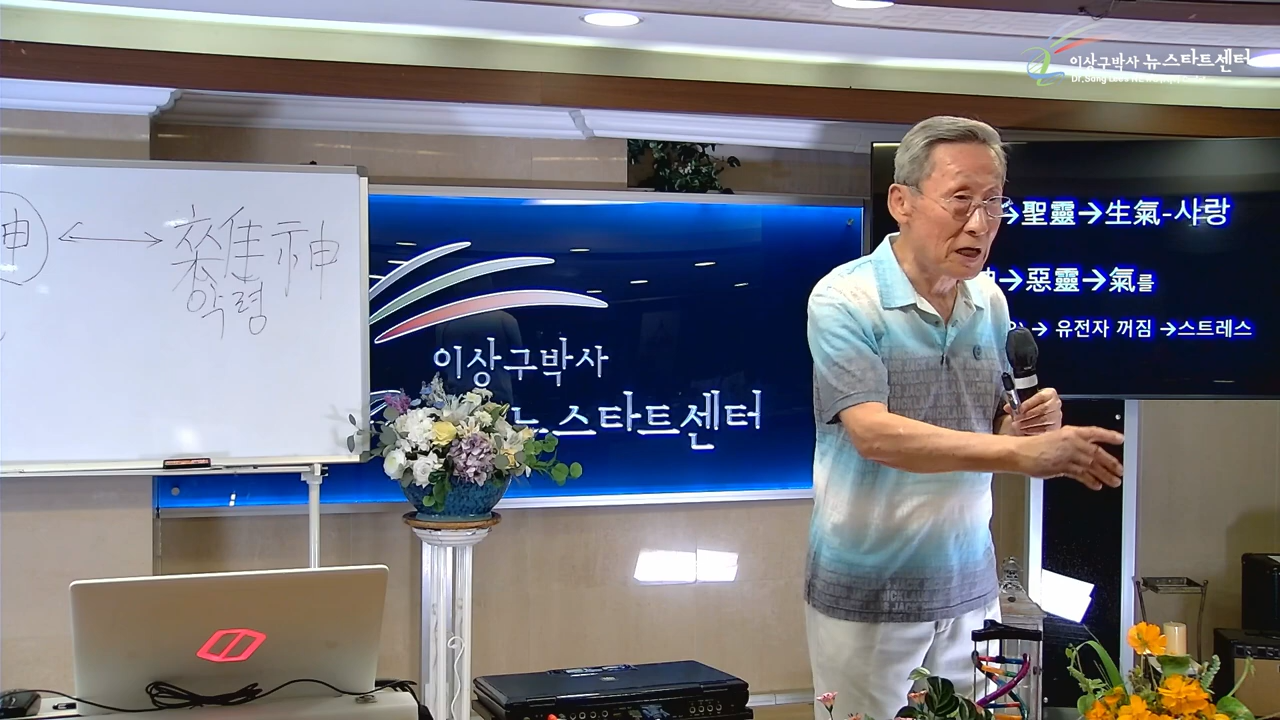 이상구박사 뉴스타트센터
神 ↔ 雜神
악령
이상구박사
뉴스타트센터
→聖靈→生氣-사랑
神→惡靈→氣를
→ 유전자 꺼짐 →스트레스
NICKLAUS